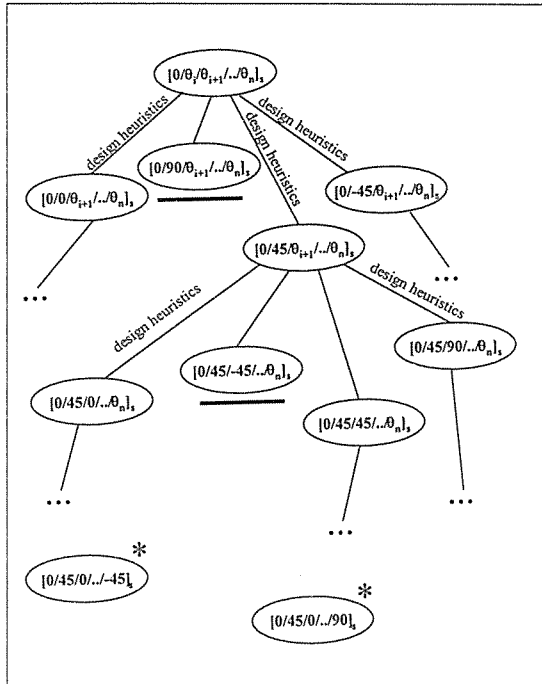 [0/θᵢ/θᵢ₊₁/../θₙ]ₛ
design heuristics
design heuristics
design heuristics
[0/90/θᵢ₊₁/../θₙ]ₛ
[0/0/θᵢ₊₁/../θₙ]ₛ
[0/-45/θᵢ₊₁/../θₙ]ₛ
...
[0/45/θᵢ₊₁/../θₙ]ₛ
...
design heuristics
design heuristics
[0/45/90/../θₙ]ₛ
[0/45/-45/../θₙ]ₛ
[0/45/0/../θₙ]ₛ
[0/45/45/../θₙ]ₛ
...
...
...
*
[0/45/0/../-45]ₛ
*
[0/45/0/../90]ₛ